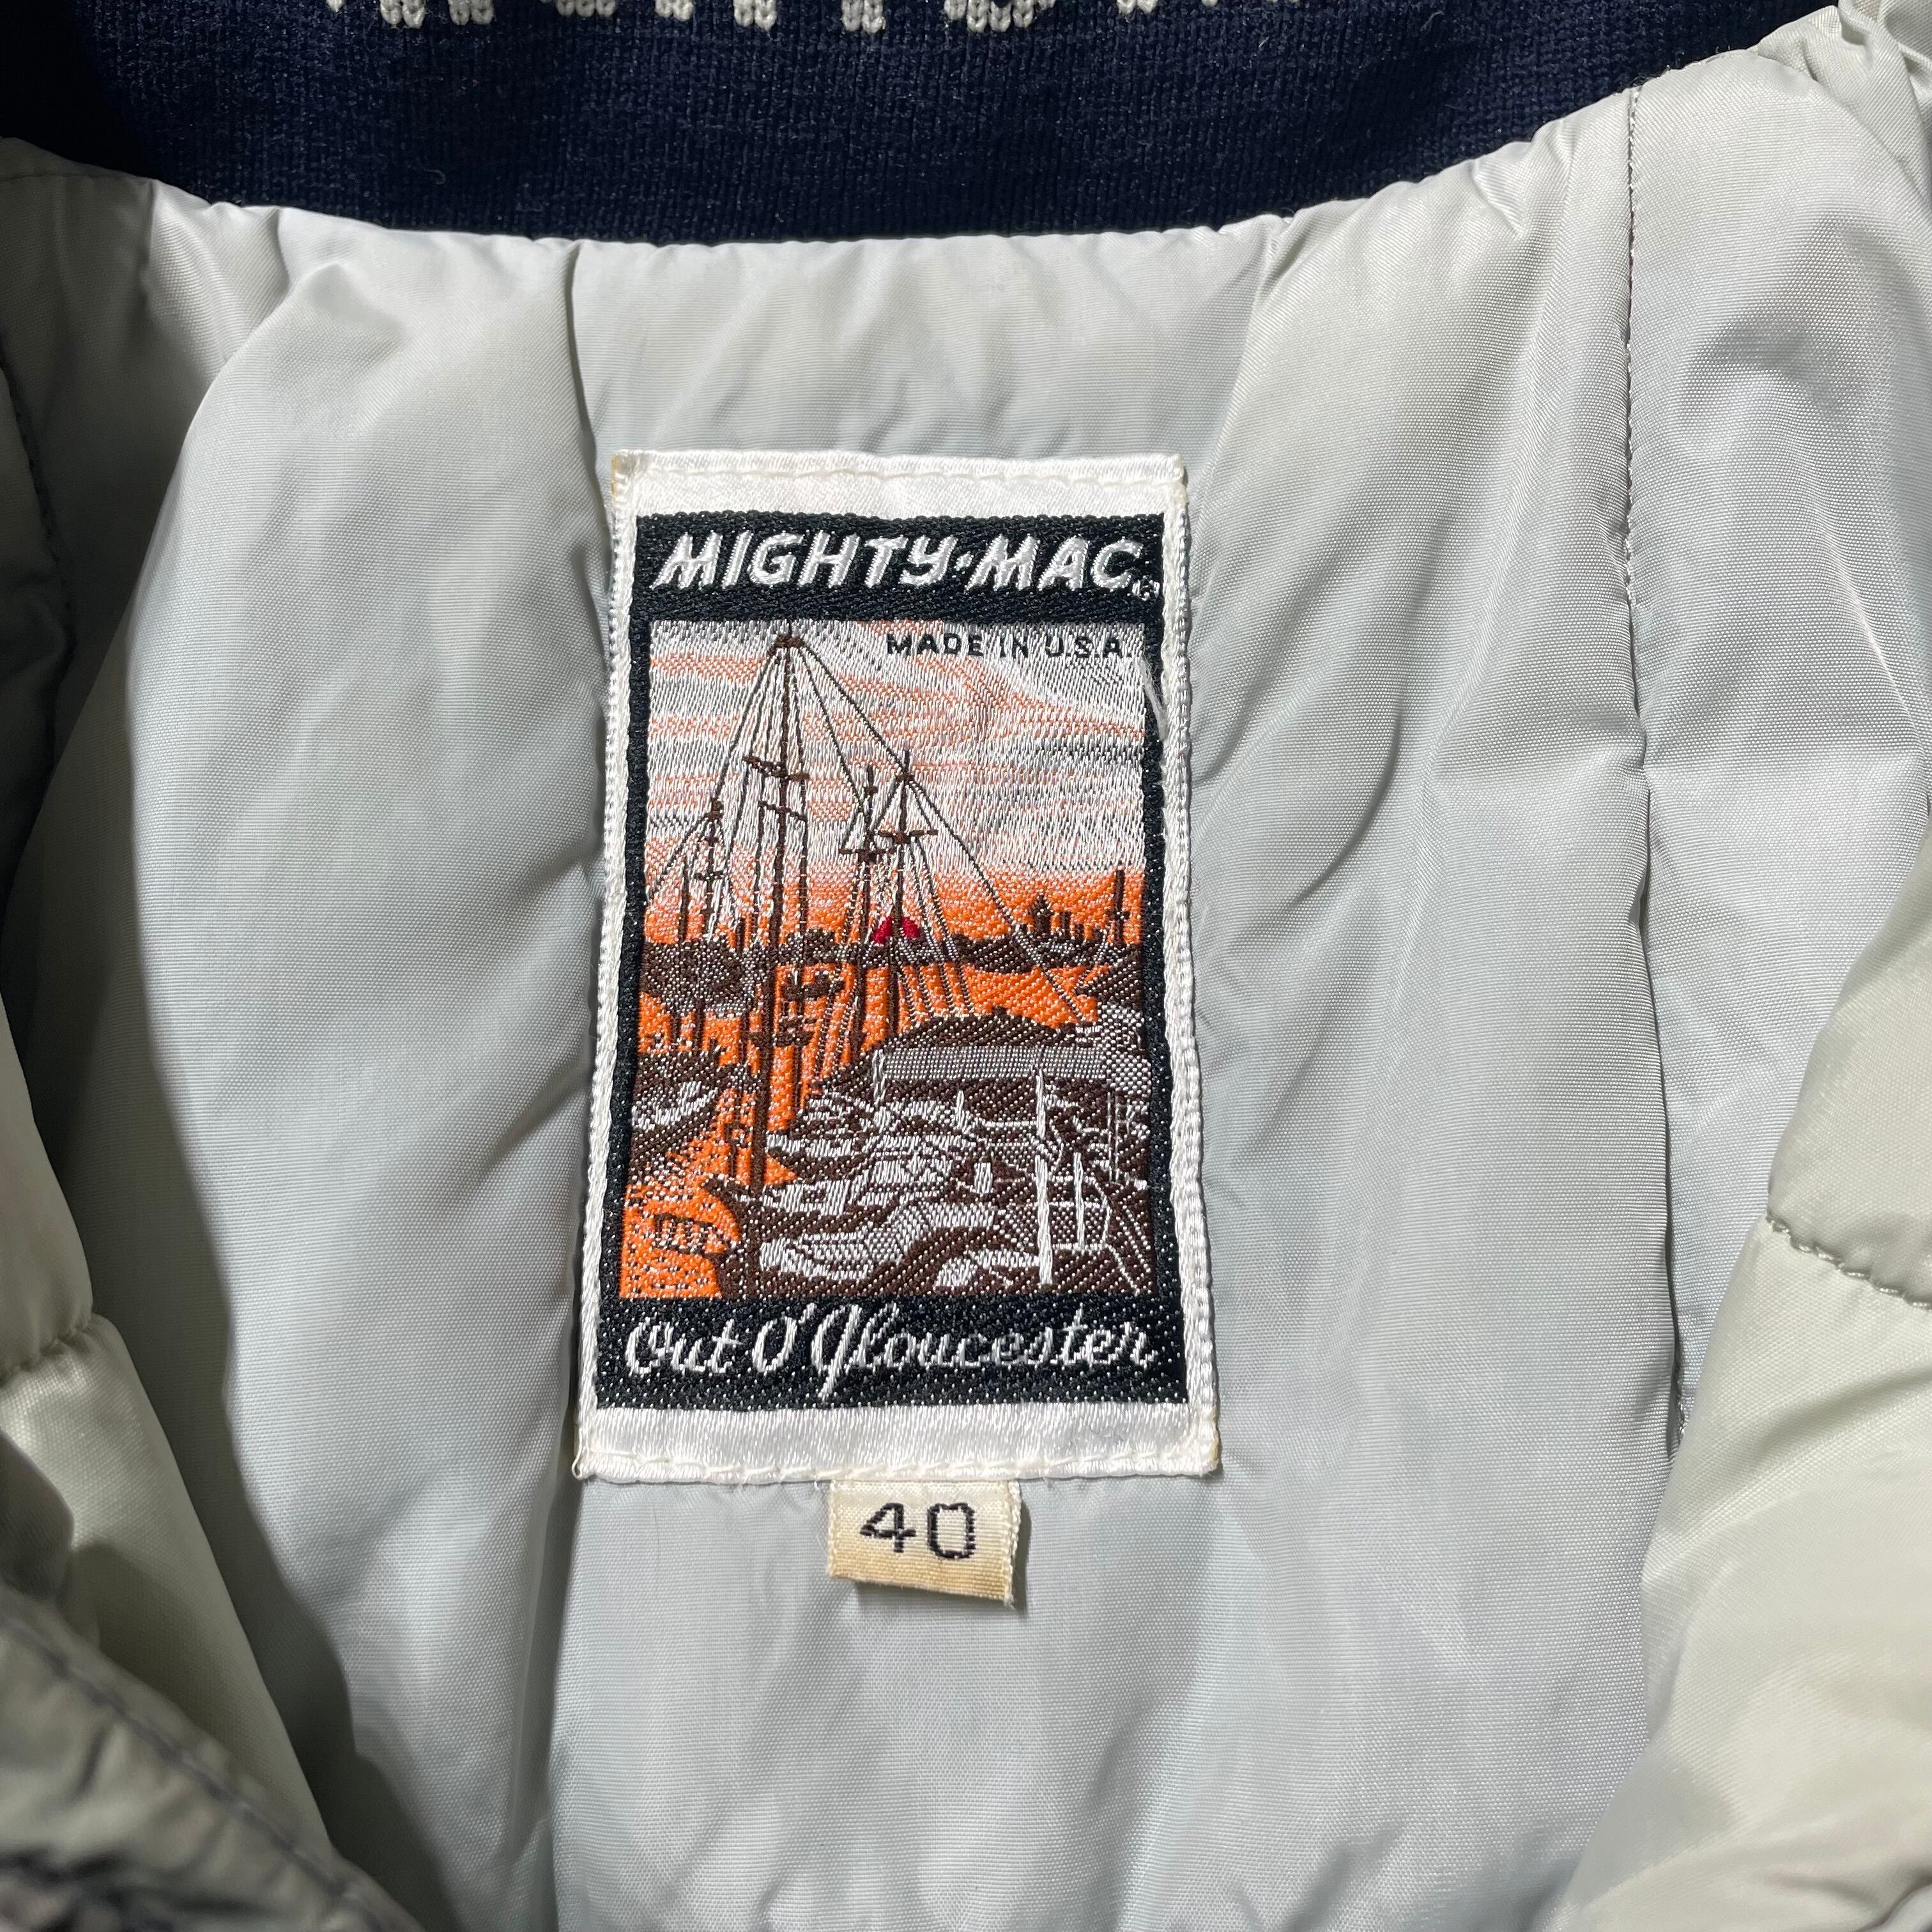 MIGHTY·MAC®
MADE IN U.S.A.
Out O'Gloucester
40